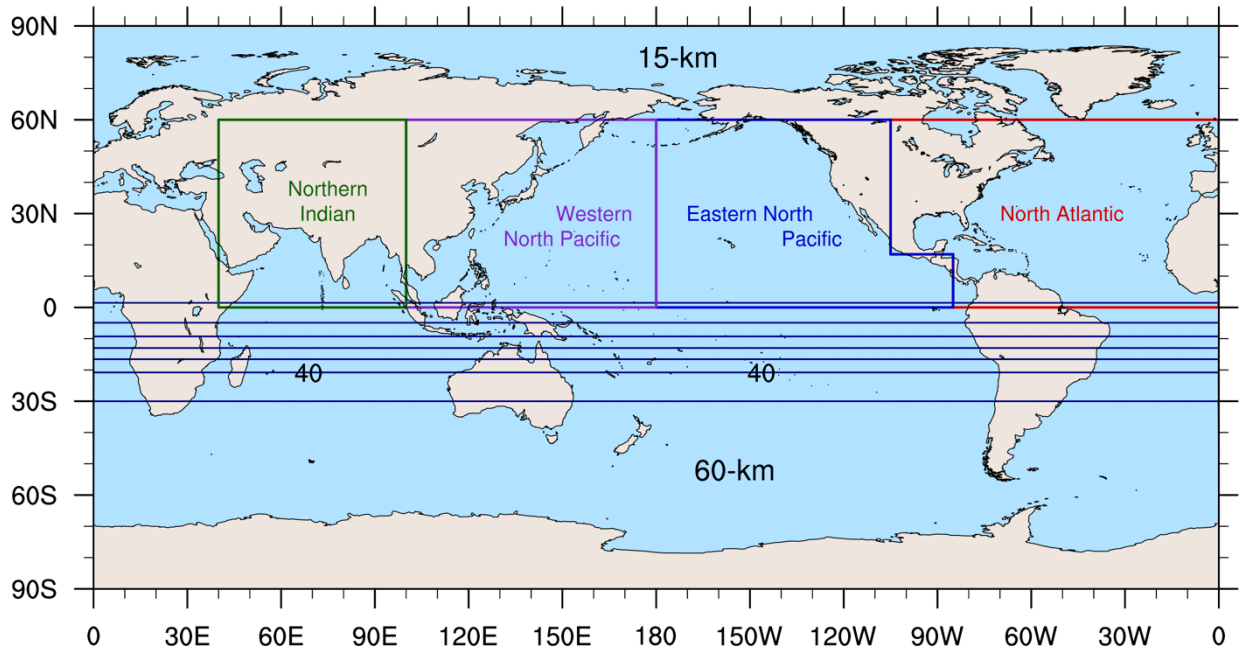 90N
15-km
60N
Northern
Indian
30N
Western
North Pacific
Eastern North
Pacific
North Atlantic
0
40
40
30S
60-km
60S
90S
0 30E 60E 90E 120E 150E 180 150W 120W 90W 60W 30W 0